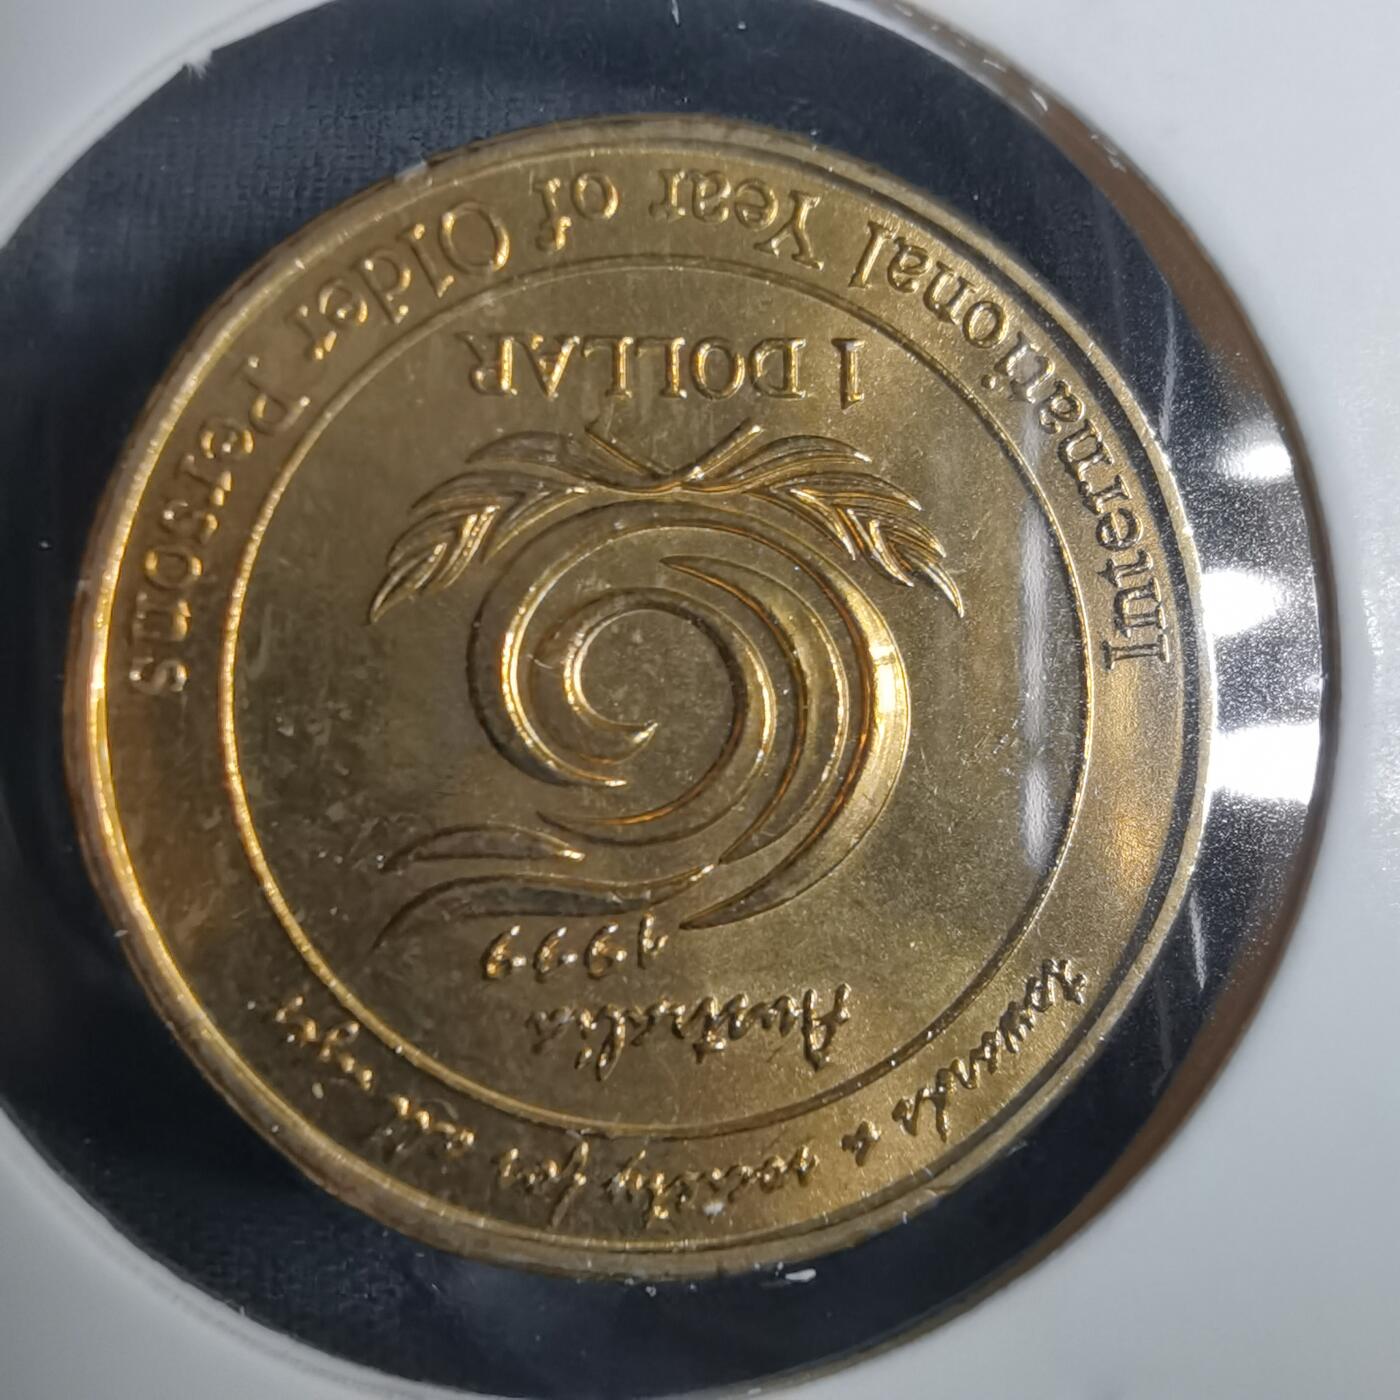 towards a society for all ages
Australia
1999
1 DOLLAR
International Year of Older Persons